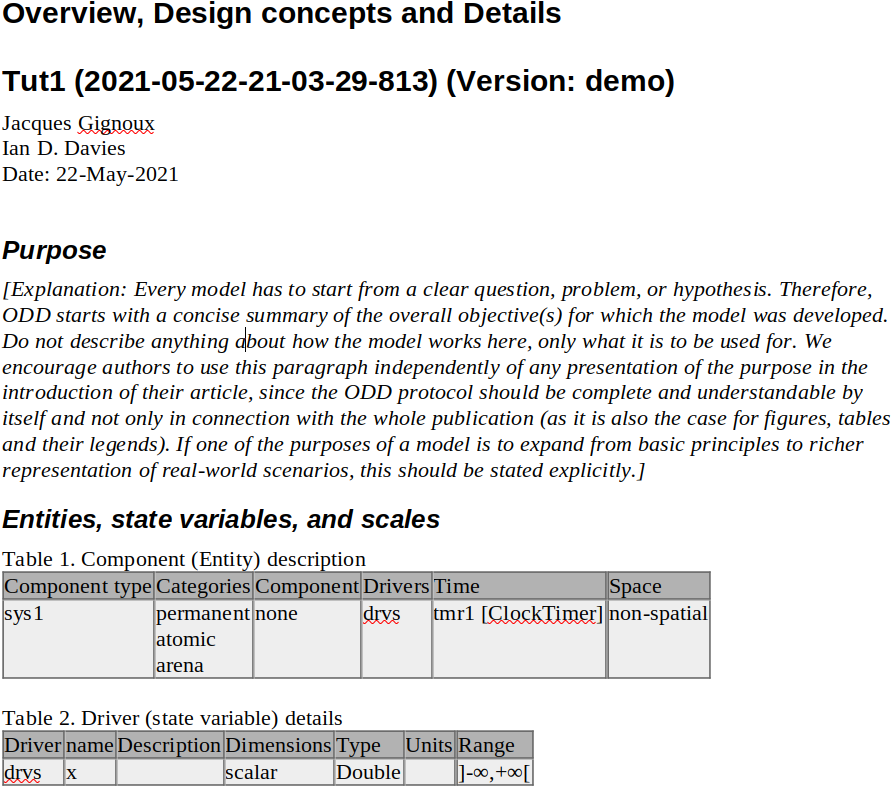 Overview, Design concepts and Details
Tut1 (2021-05-22-21-03-29-813) (Version: demo)
Jacques Gignoux
Ian D. Davies
Date: 22-May-2021
Purpose
[Explanation: Every model has to start from a clear question, problem, or hypothesis. Therefore,
ODD starts with a concise summary of the overall objective(s) for which the model was developed.
Do not describe anything about how the model works here, only what it is to be used for. We
encourage authors to use this paragraph independently of any presentation of the purpose in the
introduction of their article, since the ODD protocol should be complete and understandable by
itself and not only in connection with the whole publication (as it is also the case for figures, tables
and their legends). If one of the purposes of a model is to expand from basic principles to richer
representation of real-world scenarios, this should be stated explicitly.]
Entities, state variables, and scales
Table 1. Component (Entity) description
Component type Categories Component Drivers Time Space
sys1 permanent none drvs tmr1 [ClockTimer] non-spatial
atomic
arena
Table 2. Driver (state variable) details
Driver name Description Dimensions Type Units Range
drvs x scalar Double ]-∞,+∞[